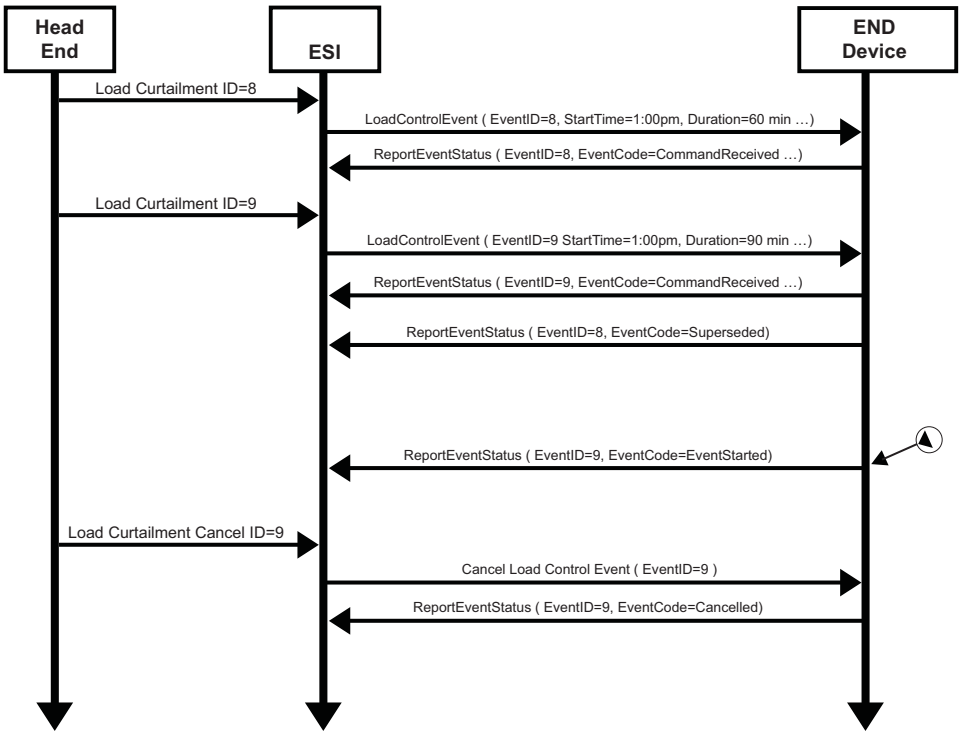 Head
End
ESI
END
Device
Load Curtailment ID=8
LoadControlEvent ( EventID=8, StartTime=1:00pm, Duration=60 min …)
ReportEventStatus ( EventID=8, EventCode=CommandReceived …)
Load Curtailment ID=9
LoadControlEvent ( EventID=9 StartTime=1:00pm, Duration=90 min …)
ReportEventStatus ( EventID=9, EventCode=CommandReceived …)
ReportEventStatus ( EventID=8, EventCode=Superseded)
ReportEventStatus ( EventID=9, EventCode=EventStarted)
Load Curtailment Cancel ID=9
Cancel Load Control Event ( EventID=9 )
ReportEventStatus ( EventID=9, EventCode=Cancelled)